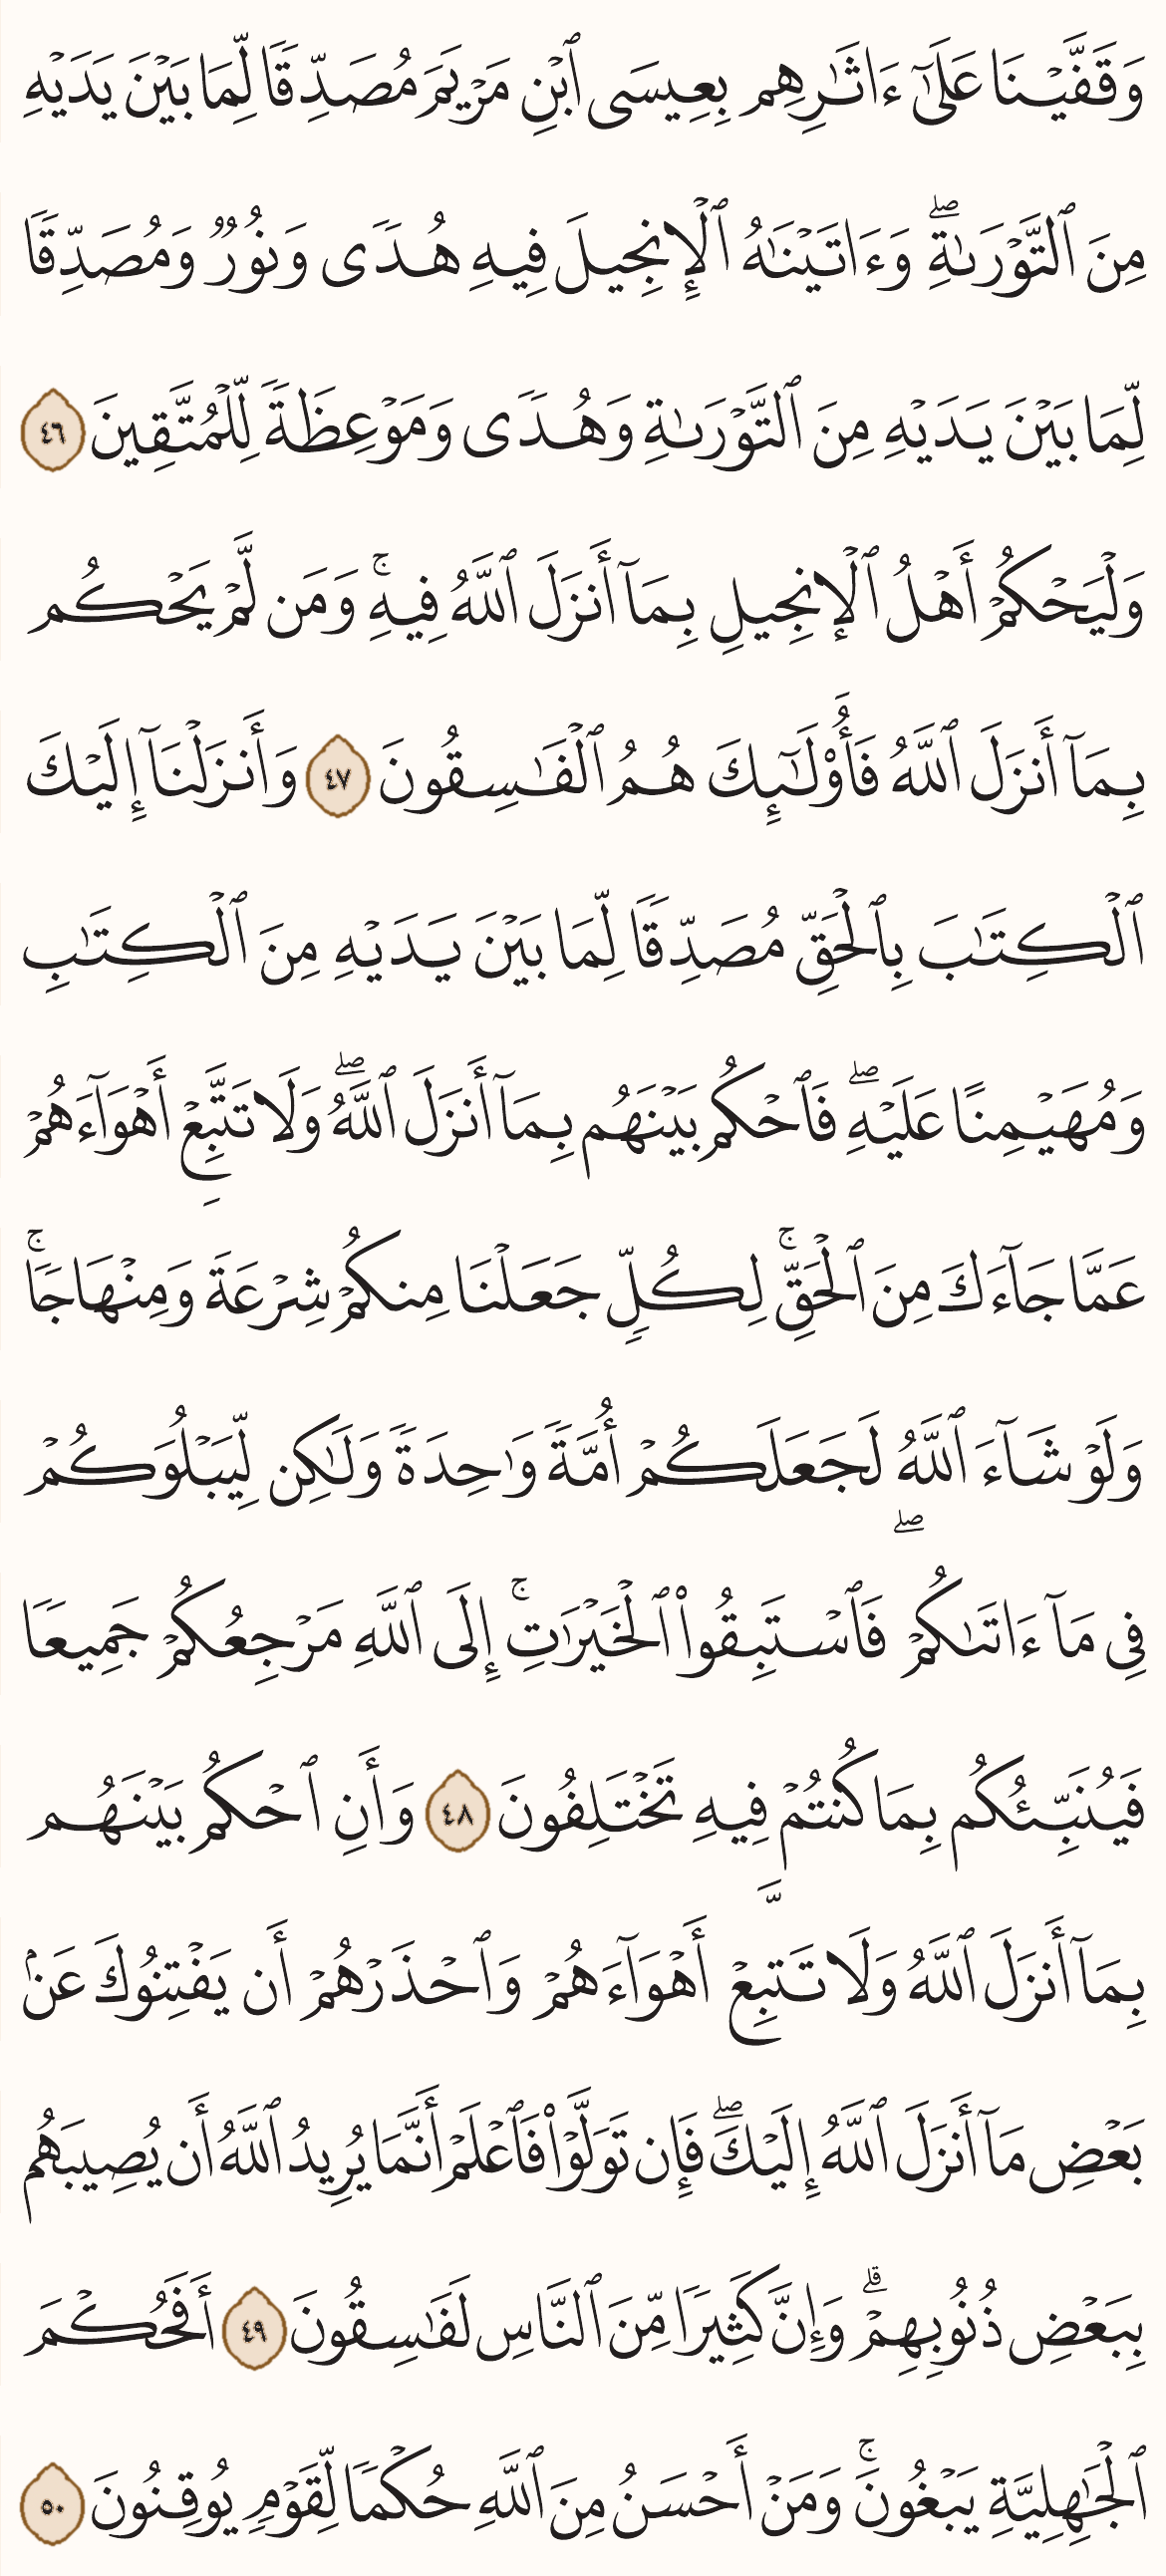 وَقَفَّيْنَا عَلَىٰٓ ءَاثَٰرِهِم بِعِيسَى ٱبْنِ مَرْيَمَ مُصَدِّقًا لِّمَا بَيْنَ يَدَيْهِ
مِنَ ٱلتَّوْرَىٰةِۖ وَءَاتَيْنَٰهُ ٱلْإِنجِيلَ فِيهِ هُدًى وَنُورٌ وَمُصَدِّقًا
لِّمَا بَيْنَ يَدَيْهِ مِنَ ٱلتَّوْرَىٰةِ وَهُدًى وَمَوْعِظَةً لِّلْمُتَّقِينَ ٤٦
وَلْيَحْكُمْ أَهْلُ ٱلْإِنجِيلِ بِمَآ أَنزَلَ ٱللَّهُ فِيهِۚ وَمَن لَّمْ يَحْكُم
بِمَآ أَنزَلَ ٱللَّهُ فَأُو۟لَٰٓئِكَ هُمُ ٱلْفَٰسِقُونَ ٤٧ وَأَنزَلْنَآ إِلَيْكَ
ٱلْكِتَٰبَ بِٱلْحَقِّ مُصَدِّقًا لِّمَا بَيْنَ يَدَيْهِ مِنَ ٱلْكِتَٰبِ
وَمُهَيْمِنًا عَلَيْهِۖ فَٱحْكُم بَيْنَهُم بِمَآ أَنزَلَ ٱللَّهُۖ وَلَا تَتَّبِعْ أَهْوَآءَهُمْ
عَمَّا جَآءَكَ مِنَ ٱلْحَقِّۚ لِكُلٍّ جَعَلْنَا مِنكُمْ شِرْعَةً وَمِنْهَاجًاۚ
وَلَوْ شَآءَ ٱللَّهُ لَجَعَلَكُمْ أُمَّةً وَٰحِدَةً وَلَٰكِن لِّيَبْلُوَكُمْ
فِى مَآ ءَاتَىٰكُمْۖ فَٱسْتَبِقُوا۟ ٱلْخَيْرَٰتِۚ إِلَى ٱللَّهِ مَرْجِعُكُمْ جَمِيعًا
فَيُنَبِّئُكُم بِمَا كُنتُمْ فِيهِ تَخْتَلِفُونَ ٤٨ وَأَنِ ٱحْكُم بَيْنَهُم
بِمَآ أَنزَلَ ٱللَّهُ وَلَا تَتَّبِعْ أَهْوَآءَهُمْ وَٱحْذَرْهُمْ أَن يَفْتِنُوكَ عَنۢ
بَعْضِ مَآ أَنزَلَ ٱللَّهُ إِلَيْكَۖ فَإِن تَوَلَّوْا۟ فَٱعْلَمْ أَنَّمَا يُرِيدُ ٱللَّهُ أَن يُصِيبَهُم
بِبَعْضِ ذُنُوبِهِمْۗ وَإِنَّ كَثِيرًا مِّنَ ٱلنَّاسِ لَفَٰسِقُونَ ٤٩ أَفَحُكْمَ
ٱلْجَٰهِلِيَّةِ يَبْغُونَۚ وَمَنْ أَحْسَنُ مِنَ ٱللَّهِ حُكْمًا لِّقَوْمٍ يُوقِنُونَ ٥٠